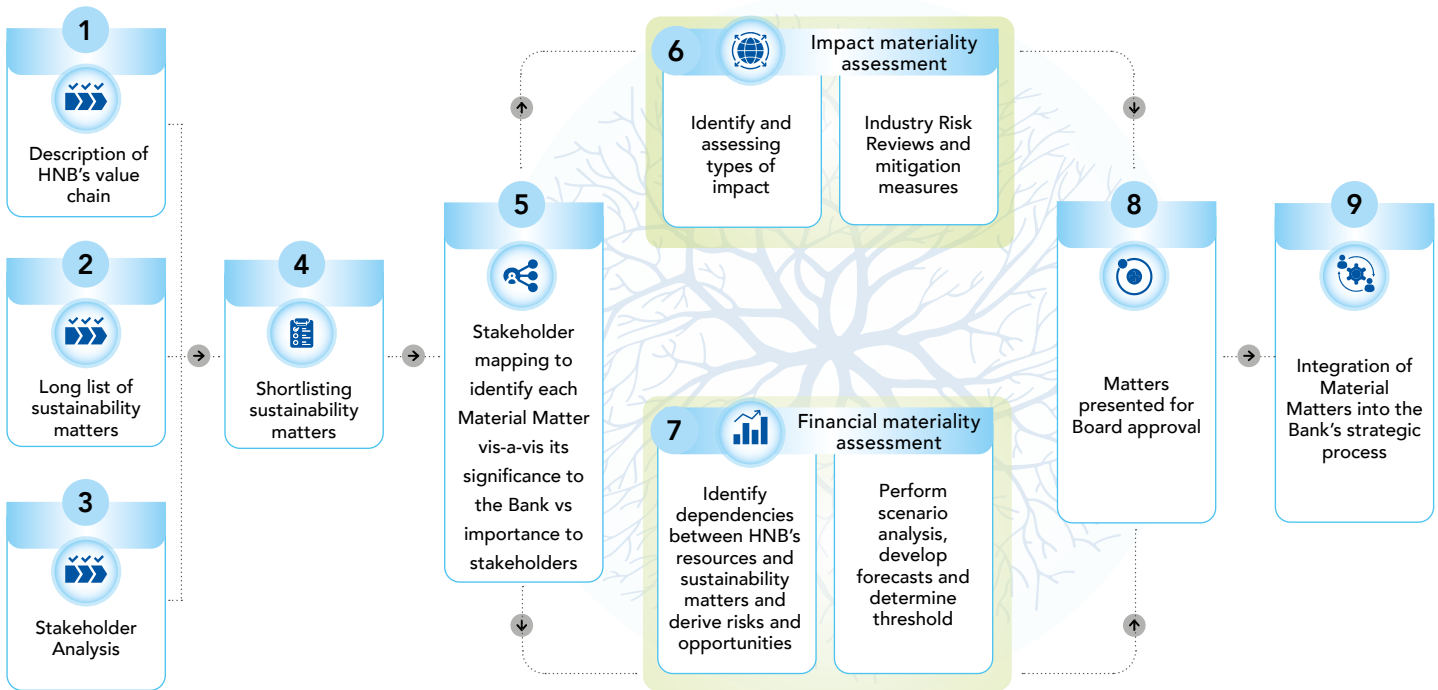 1
Description of
HNB's value
chain
2
Long list of
sustainability
matters
3
Stakeholder
Analysis
4
Shortlisting
sustainability
matters
5
Stakeholder
mapping to
identify each
Material Matter
vis-a-vis its
significance to
the Bank vs
importance to
stakeholders
6
Impact materiality
assessment
Identify and
assessing
types of
impact
Industry Risk
Reviews and
mitigation
measures
7
Financial materiality
assessment
Identify
dependencies
between HNB's
resources and
sustainability
matters and
derive risks and
opportunities
Perform
scenario
analysis,
develop
forecasts and
determine
threshold
8
Matters
presented for
Board approval
9
Integration of
Material
Matters into the
Bank's strategic
process